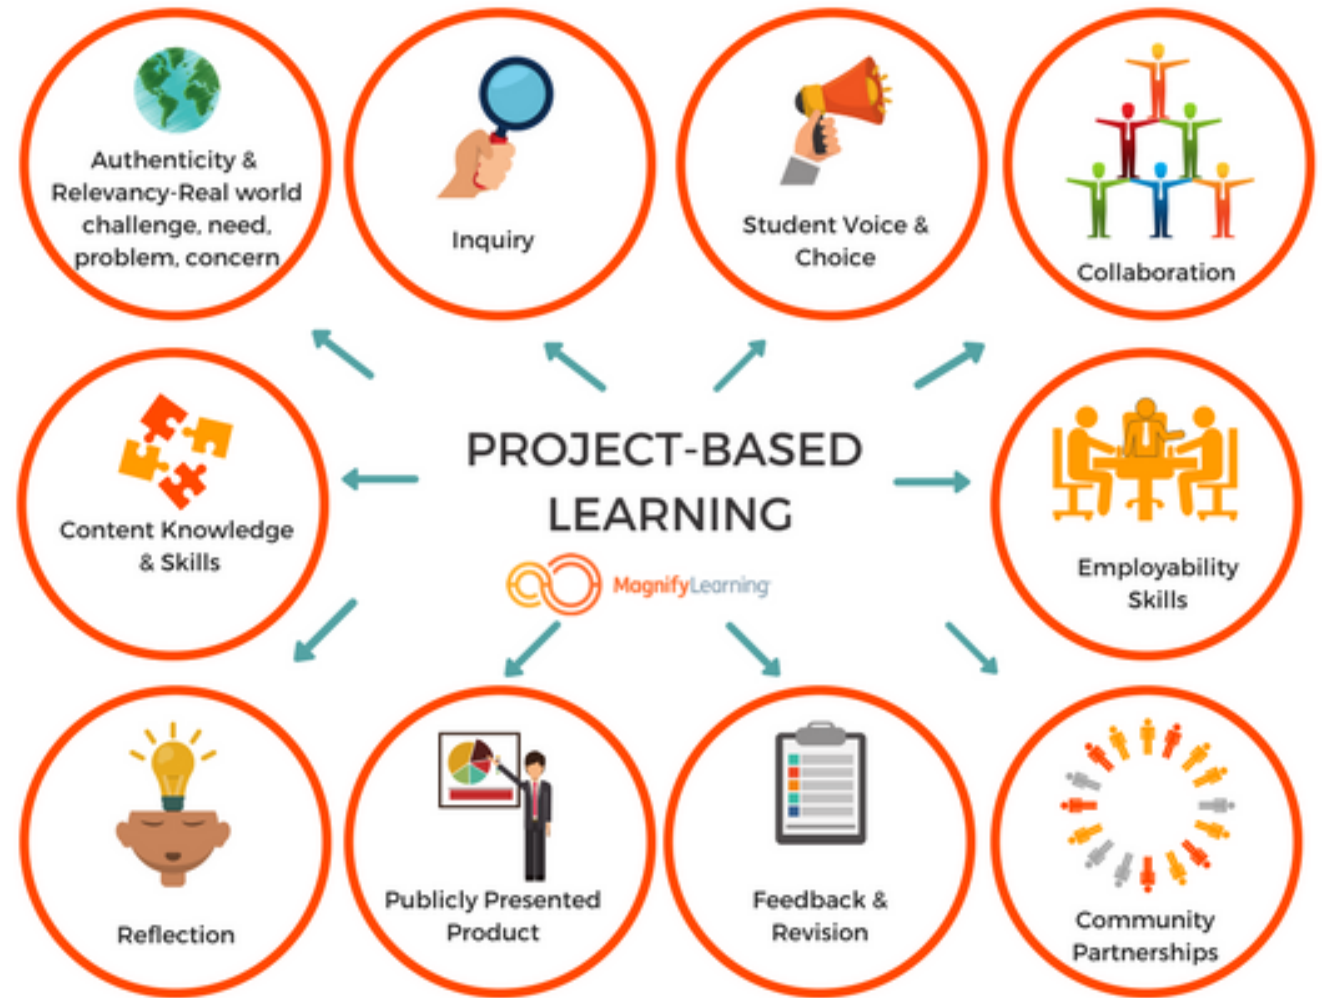 Authenticity &
Relevancy-Real world
challenge, need,
problem, concern
Inquiry
Student Voice &
Choice
Collaboration
PROJECT-BASED
LEARNING
MagnifyLearning
Content Knowledge
& Skills
Employability
Skills
Reflection
Publicly Presented
Product
Feedback &
Revision
Community
Partnerships